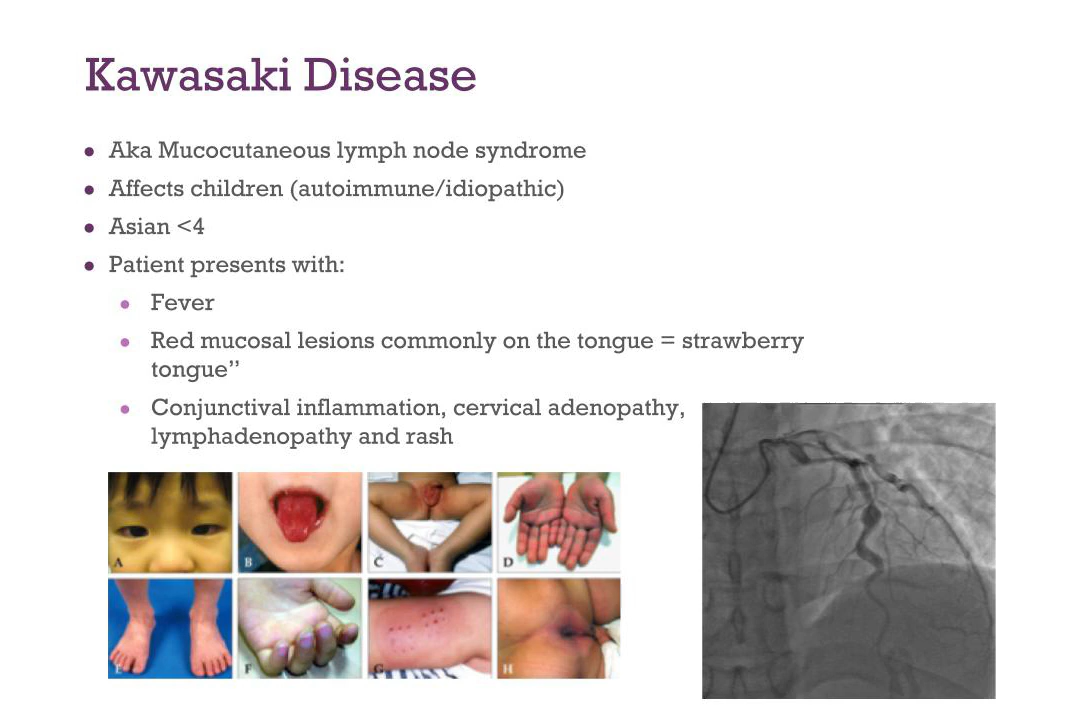 Kawasaki Disease
Aka Mucocutaneous lymph node syndrome
Affects children (autoimmune/idiopathic)
Asian <4
Patient presents with:
Fever
Red mucosal lesions commonly on the tongue = strawberry
tongue”
Conjunctival inflammation, cervical adenopathy,
lymphadenopathy and rash
A
B
C
D
E
F
G
H